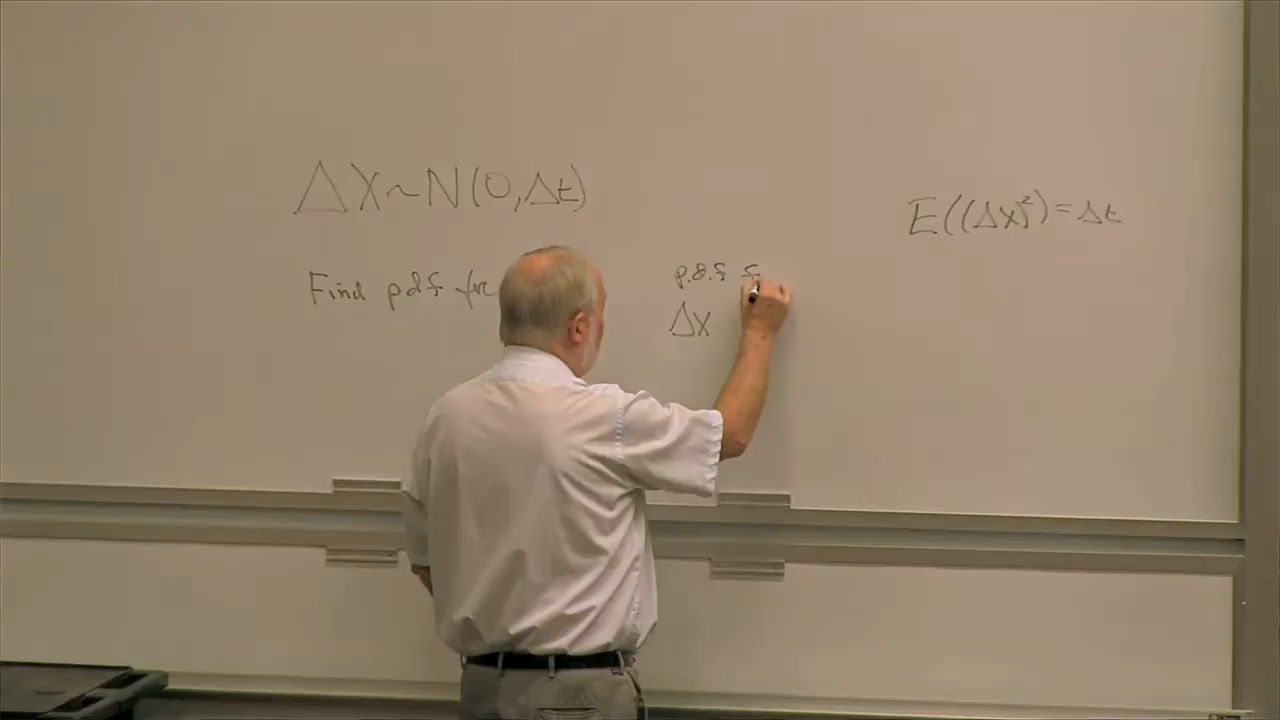 ΔX ~ N(0,Δt)
E((ΔX)²) = Δt
Find pdf for
p.d.f f
ΔX